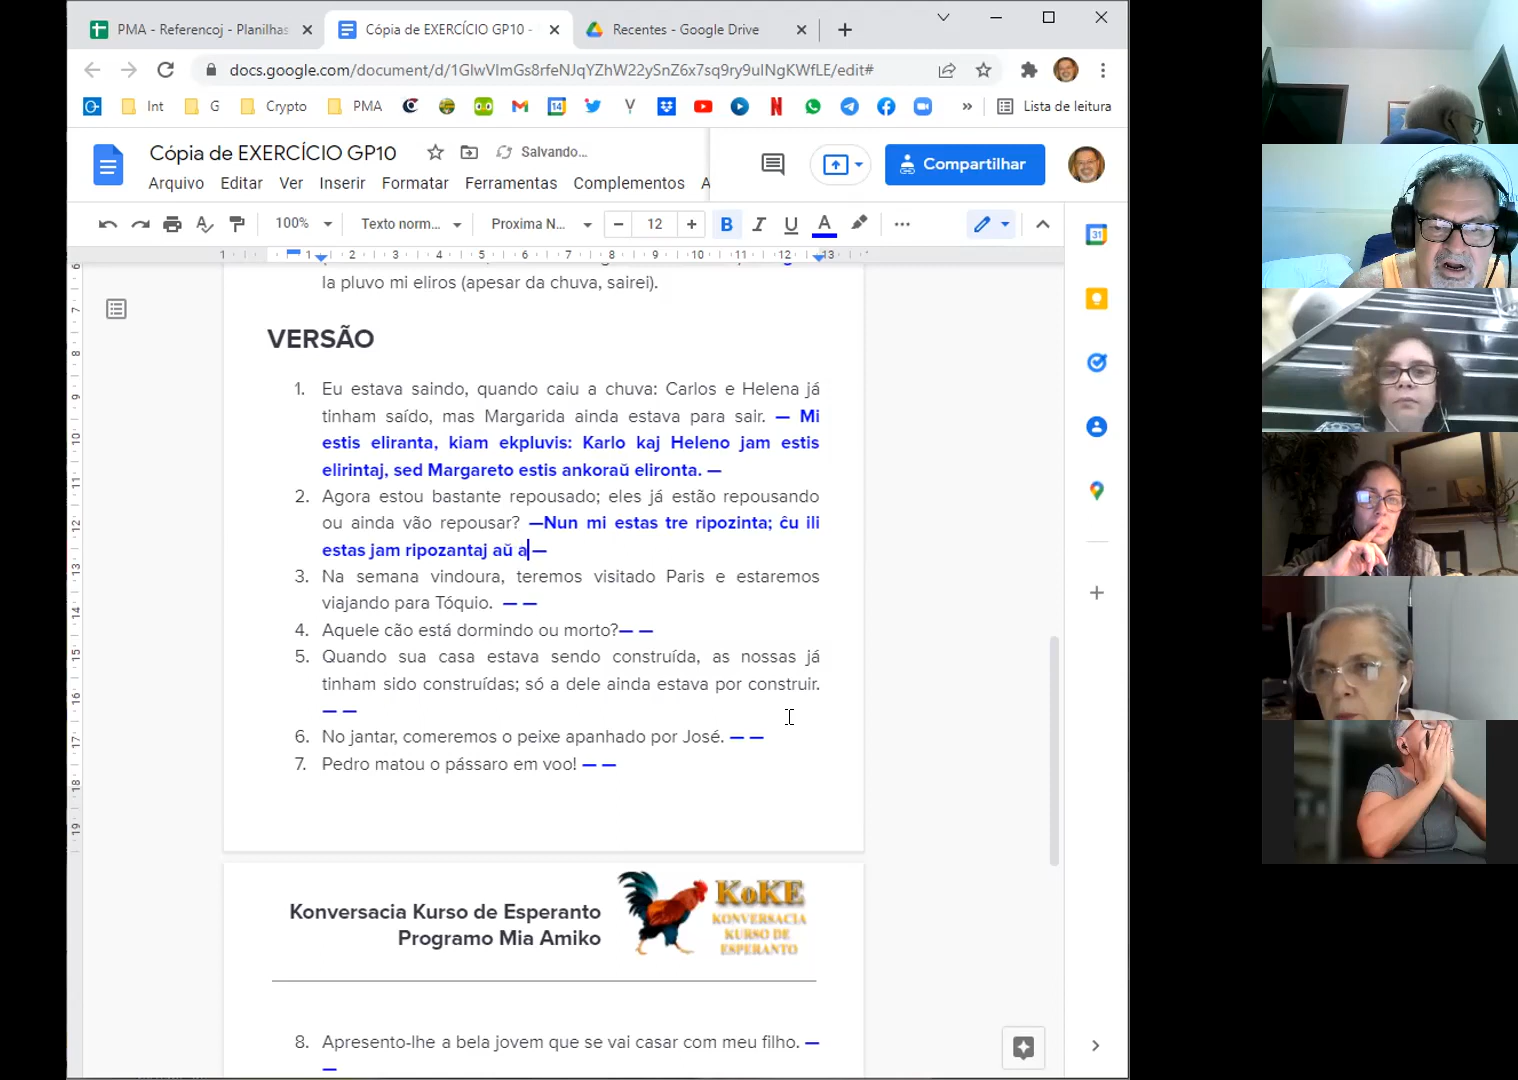 PMA - Referencoj - Planilhas
Cópia de EXERCÍCIO GP10 -
Recentes - Google Drive
docs.google.com/document/d/1GlwVlmGs8rfeNJqYZhW22ySnZ6x7sq9ry9ulNgKWfLE/edit#
Int
G
Crypto
PMA
Lista de leitura
Cópia de EXERCÍCIO GP10
Salvando...
Compartilhar
Arquivo Editar Ver Inserir Formatar Ferramentas Complementos A
100% Texto norm... Proxima N... – 12 + B I U A
la pluvo mi eliros (apesar da chuva, sairei).
VERSÃO
1. Eu estava saindo, quando caiu a chuva: Carlos e Helena já
tinham saído, mas Margarida ainda estava para sair. — Mi
estis eliranta, kiam ekpluvis: Karlo kaj Heleno jam estis
elirintaj, sed Margareto estis ankoraŭ elironta. —
2. Agora estou bastante repousado; eles já estão repousando
ou ainda vão repousar? —Nun mi estas tre ripozinta; ĉu ili
estas jam ripozantaj aŭ a —
3. Na semana vindoura, teremos visitado Paris e estaremos
viajando para Tóquio. — —
4. Aquele cão está dormindo ou morto?— —
5. Quando sua casa estava sendo construída, as nossas já
tinham sido construídas; só a dele ainda estava por construir.
— —
6. No jantar, comeremos o peixe apanhado por José. — —
7. Pedro matou o pássaro em voo! — —
Konversacia Kurso de Esperanto
Programo Mia Amiko
KoKE
KONVERSACIA
KURSO DE
ESPERANTO
8. Apresento-lhe a bela jovem que se vai casar com meu filho. —
—